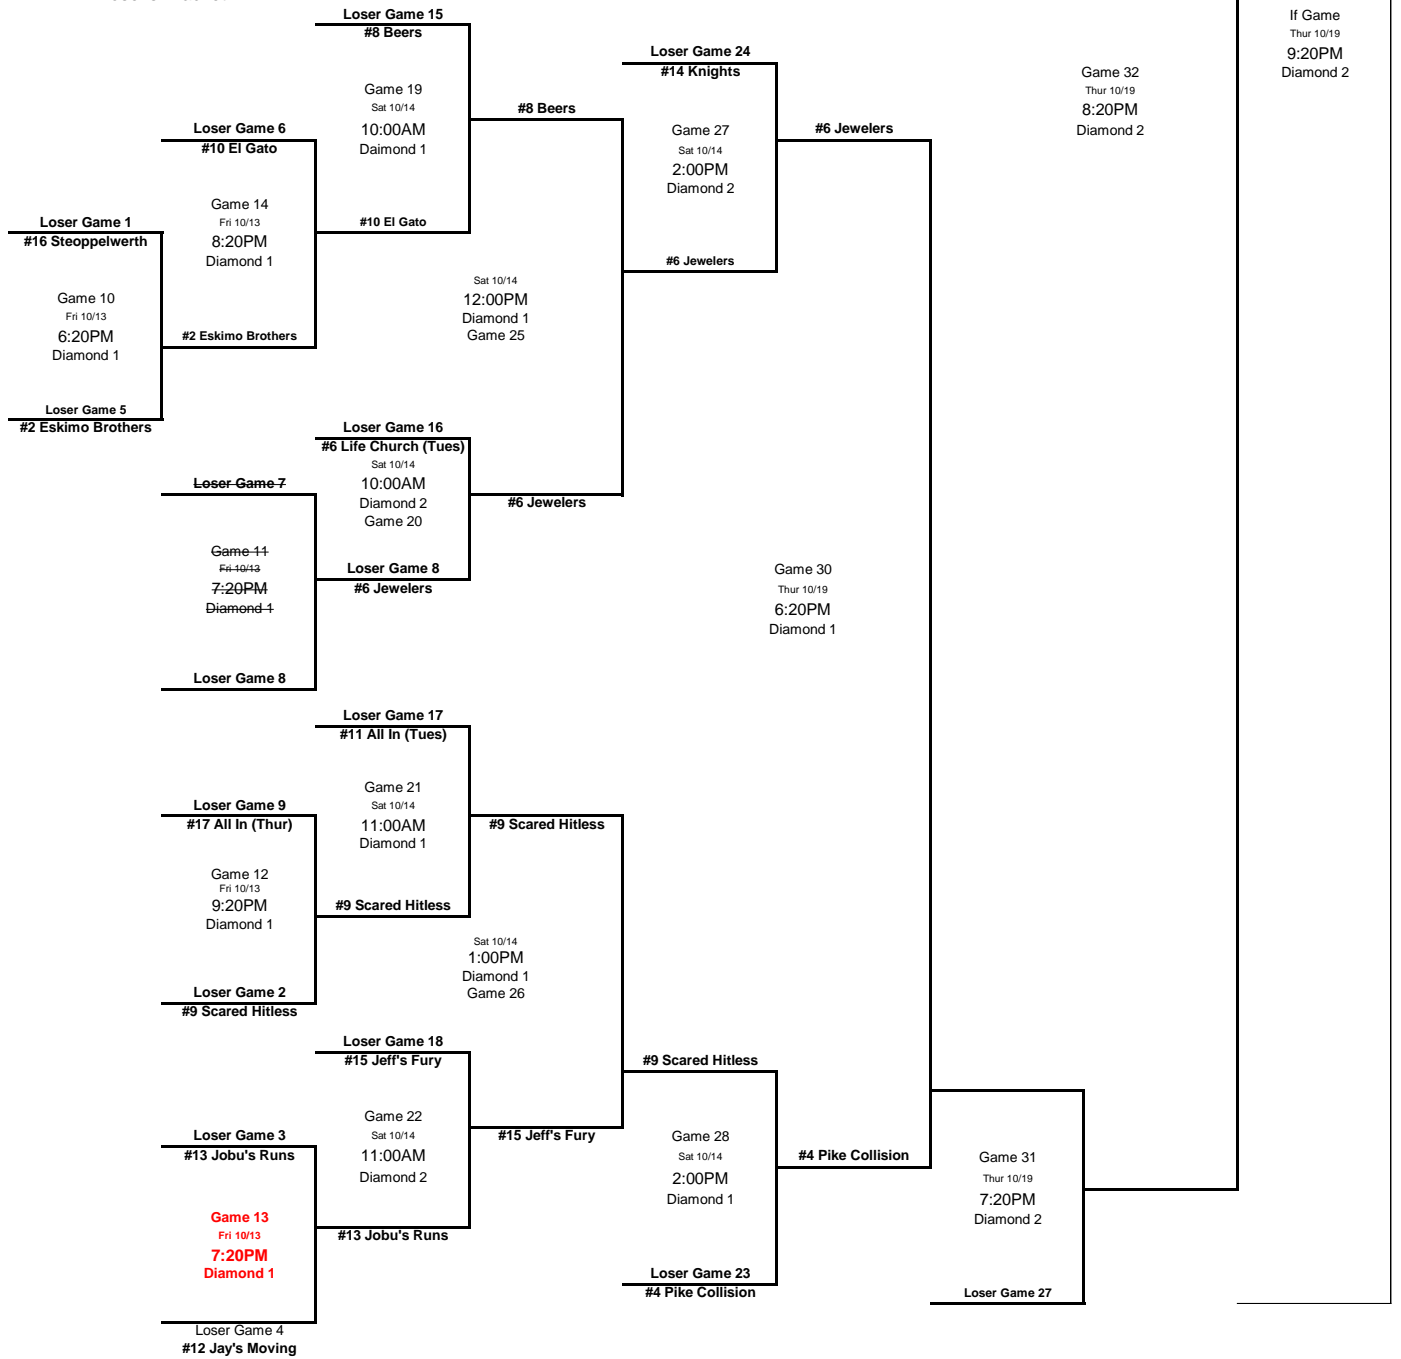 Loser Game 15
#8 Beers
Game 19
Sat 10/14
10:00AM
Daimond 1
Loser Game 6
#10 El Gato
Game 14
Fri 10/13
8:20PM
Diamond 1
#10 El Gato
Loser Game 1
#16 Steoppelwerth
Game 10
Fri 10/13
6:20PM
Diamond 1
#2 Eskimo Brothers
Loser Game 5
#2 Eskimo Brothers
#8 Beers
Sat 10/14
12:00PM
Diamond 1
Game 25
Loser Game 24
#14 Knights
Game 27
Sat 10/14
2:00PM
Diamond 2
#6 Jewelers
#6 Jewelers
Game 32
Thur 10/19
8:20PM
Diamond 2
If Game
Thur 10/19
9:20PM
Diamond 2
Loser Game 16
#6 Life Church (Tues)
Sat 10/14
10:00AM
Diamond 2
Game 20
#6 Jewelers
Loser Game 7
Game 11
Fri 10/13
7:20PM
Diamond 1
Loser Game 8
#6 Jewelers
Loser Game 8
Game 30
Thur 10/19
6:20PM
Diamond 1
Loser Game 17
#11 All In (Tues)
Game 21
Sat 10/14
11:00AM
Diamond 1
Loser Game 9
#17 All In (Thur)
Game 12
Fri 10/13
9:20PM
Diamond 1
#9 Scared Hitless
#9 Scared Hitless
Loser Game 2
#9 Scared Hitless
Sat 10/14
1:00PM
Diamond 1
Game 26
Loser Game 18
#15 Jeff's Fury
Game 22
Sat 10/14
11:00AM
Diamond 2
#15 Jeff's Fury
Loser Game 3
#13 Jobu's Runs
Game 13
Fri 10/13
7:20PM
Diamond 1
#13 Jobu's Runs
Loser Game 4
#12 Jay's Moving
#9 Scared Hitless
Game 28
Sat 10/14
2:00PM
Diamond 1
#4 Pike Collision
Loser Game 23
#4 Pike Collision
Game 31
Thur 10/19
7:20PM
Diamond 2
Loser Game 27